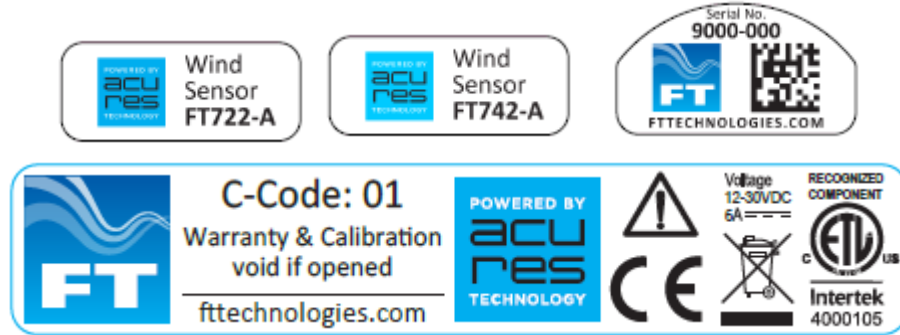 POWERED BY
acu
res
TECHNOLOGY
Wind
Sensor
FT722-A
POWERED BY
acu
res
TECHNOLOGY
Wind
Sensor
FT742-A
Serial No.
9000-000
FT
FTTECHNOLOGIES.COM
FT
C-Code: 01
Warranty & Calibration
void if opened
fttechnologies.com
POWERED BY
acu
res
TECHNOLOGY
CE
Voltage
12-30VDC
6A
RECOGNIZED
COMPONENT
C ETL US
Intertek
4000105